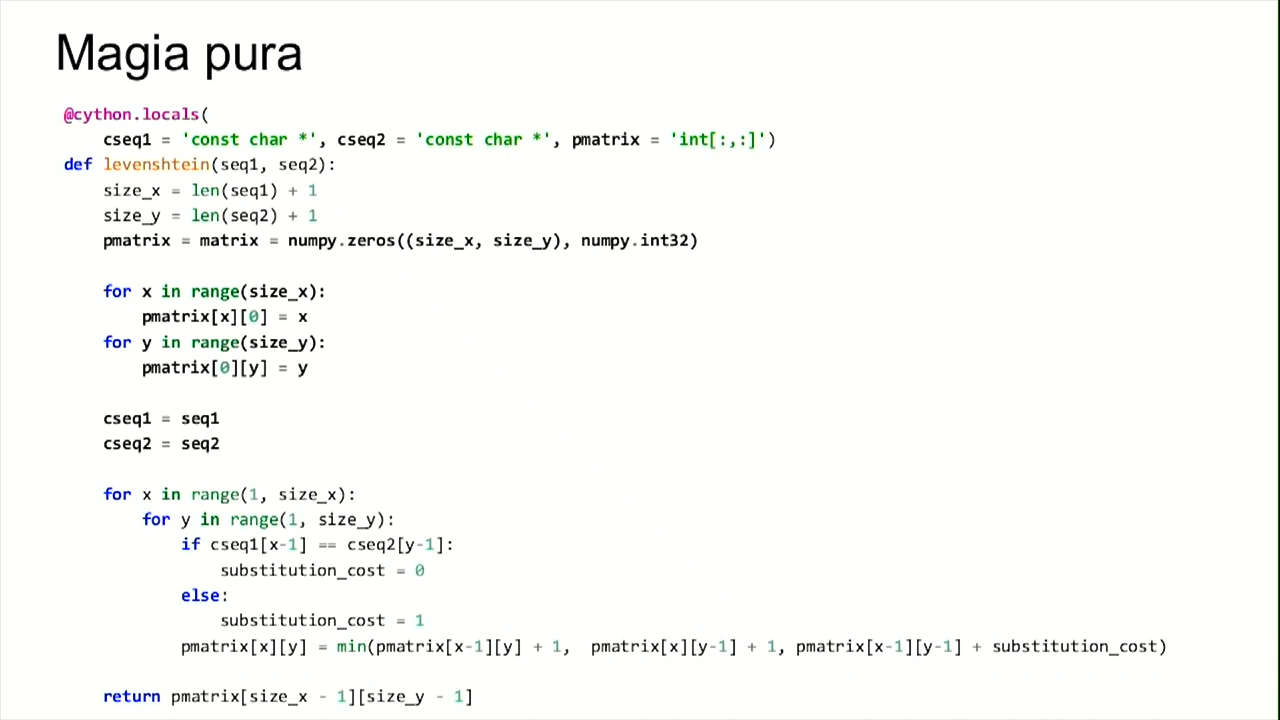 Magia pura
@cython.locals(
    cseq1 = 'const char *', cseq2 = 'const char *', pmatrix = 'int[:,:]')
def levenshtein(seq1, seq2):
    size_x = len(seq1) + 1
    size_y = len(seq2) + 1
    pmatrix = matrix = numpy.zeros((size_x, size_y), numpy.int32)
    for x in range(size_x):
        pmatrix[x][0] = x
    for y in range(size_y):
        pmatrix[0][y] = y
    cseq1 = seq1
    cseq2 = seq2
    for x in range(1, size_x):
        for y in range(1, size_y):
            if cseq1[x-1] == cseq2[y-1]:
                substitution_cost = 0
            else:
                substitution_cost = 1
            pmatrix[x][y] = min(pmatrix[x-1][y] + 1,  pmatrix[x][y-1] + 1, pmatrix[x-1][y-1] + substitution_cost)
    return pmatrix[size_x - 1][size_y - 1]